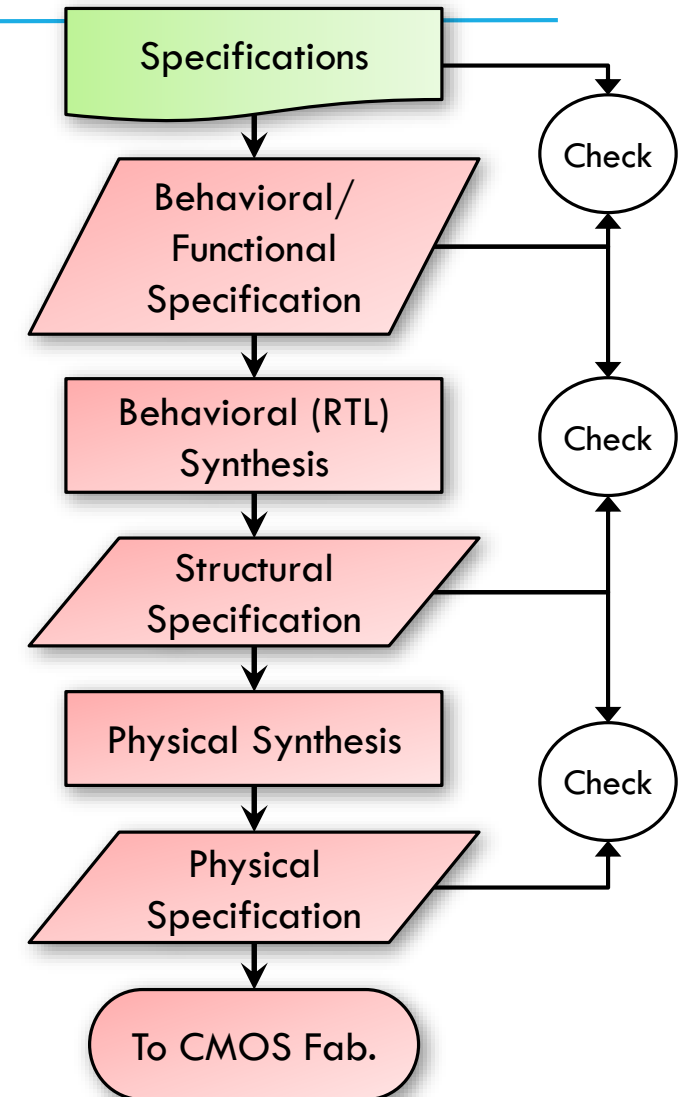 Specifications
Check
Behavioral/
Functional
Specification
Behavioral (RTL)
Synthesis
Check
Structural
Specification
Physical Synthesis
Check
Physical
Specification
To CMOS Fab.